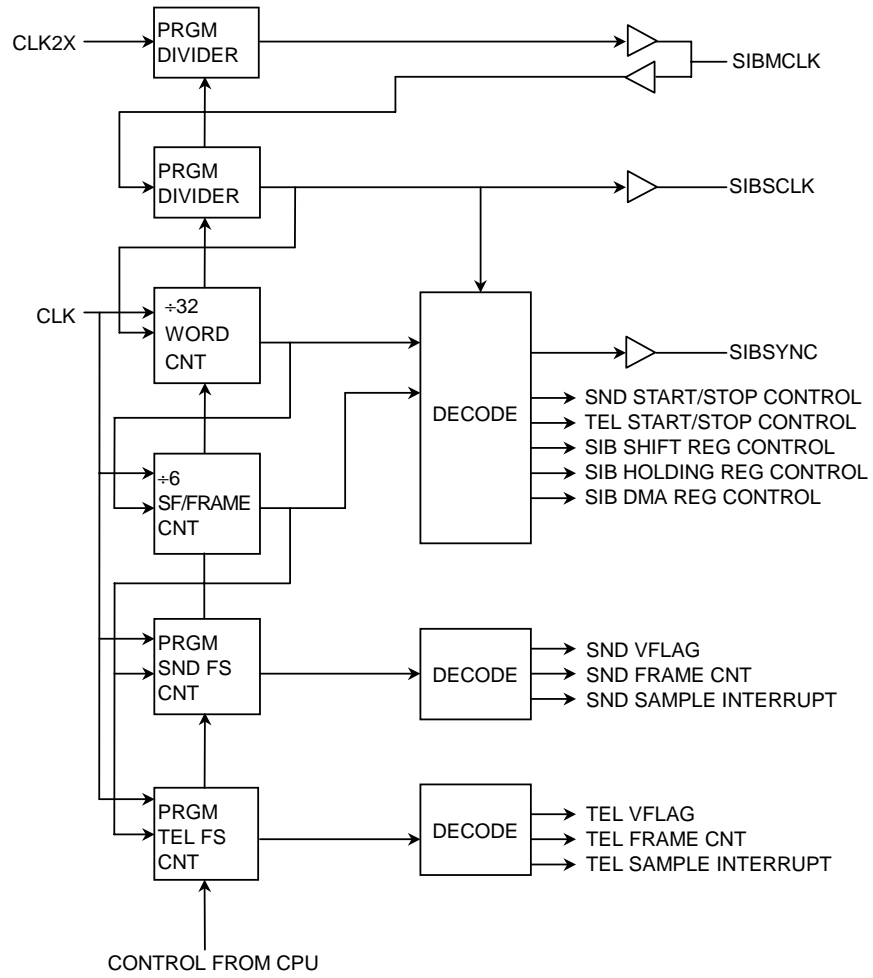 PRGM
DIVIDER
CLK2X
SIBMCLK
PRGM
DIVIDER
SIBSCLK
CLK
÷32
WORD
CNT
SIBSYNC
DECODE
SND START/STOP CONTROL
TEL START/STOP CONTROL
SIB SHIFT REG CONTROL
SIB HOLDING REG CONTROL
SIB DMA REG CONTROL
÷6
SF/FRAME
CNT
PRGM
SND FS
CNT
DECODE
SND VFLAG
SND FRAME CNT
SND SAMPLE INTERRUPT
PRGM
TEL FS
CNT
DECODE
TEL VFLAG
TEL FRAME CNT
TEL SAMPLE INTERRUPT
CONTROL FROM CPU